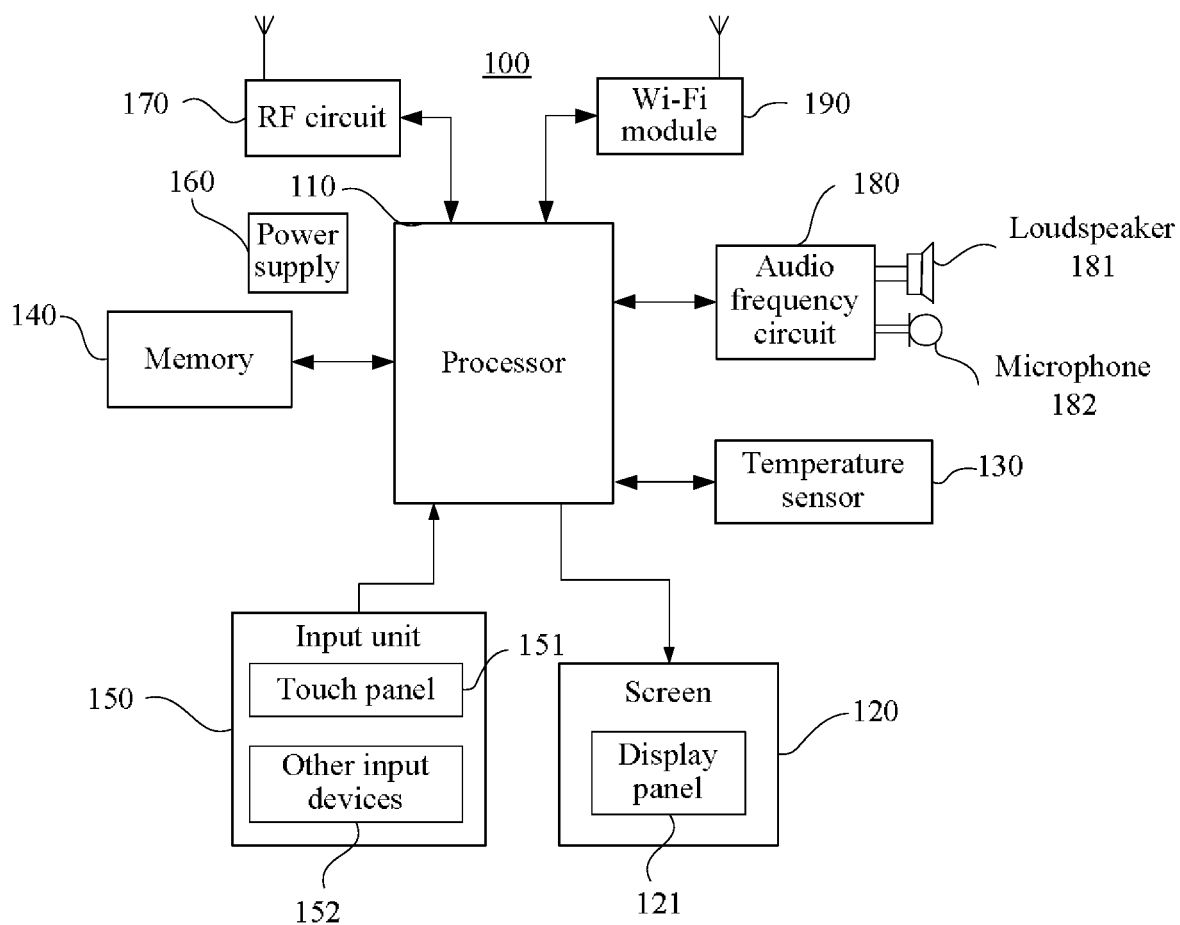 100
170
RF circuit
Wi-Fi
module
190
160
110
Power
supply
180
Audio
frequency
circuit
Loudspeaker
181
140
Memory
Processor
Microphone
182
Temperature
sensor
130
Input unit
151
Touch panel
150
Other input
devices
152
Screen
120
Display
panel
121